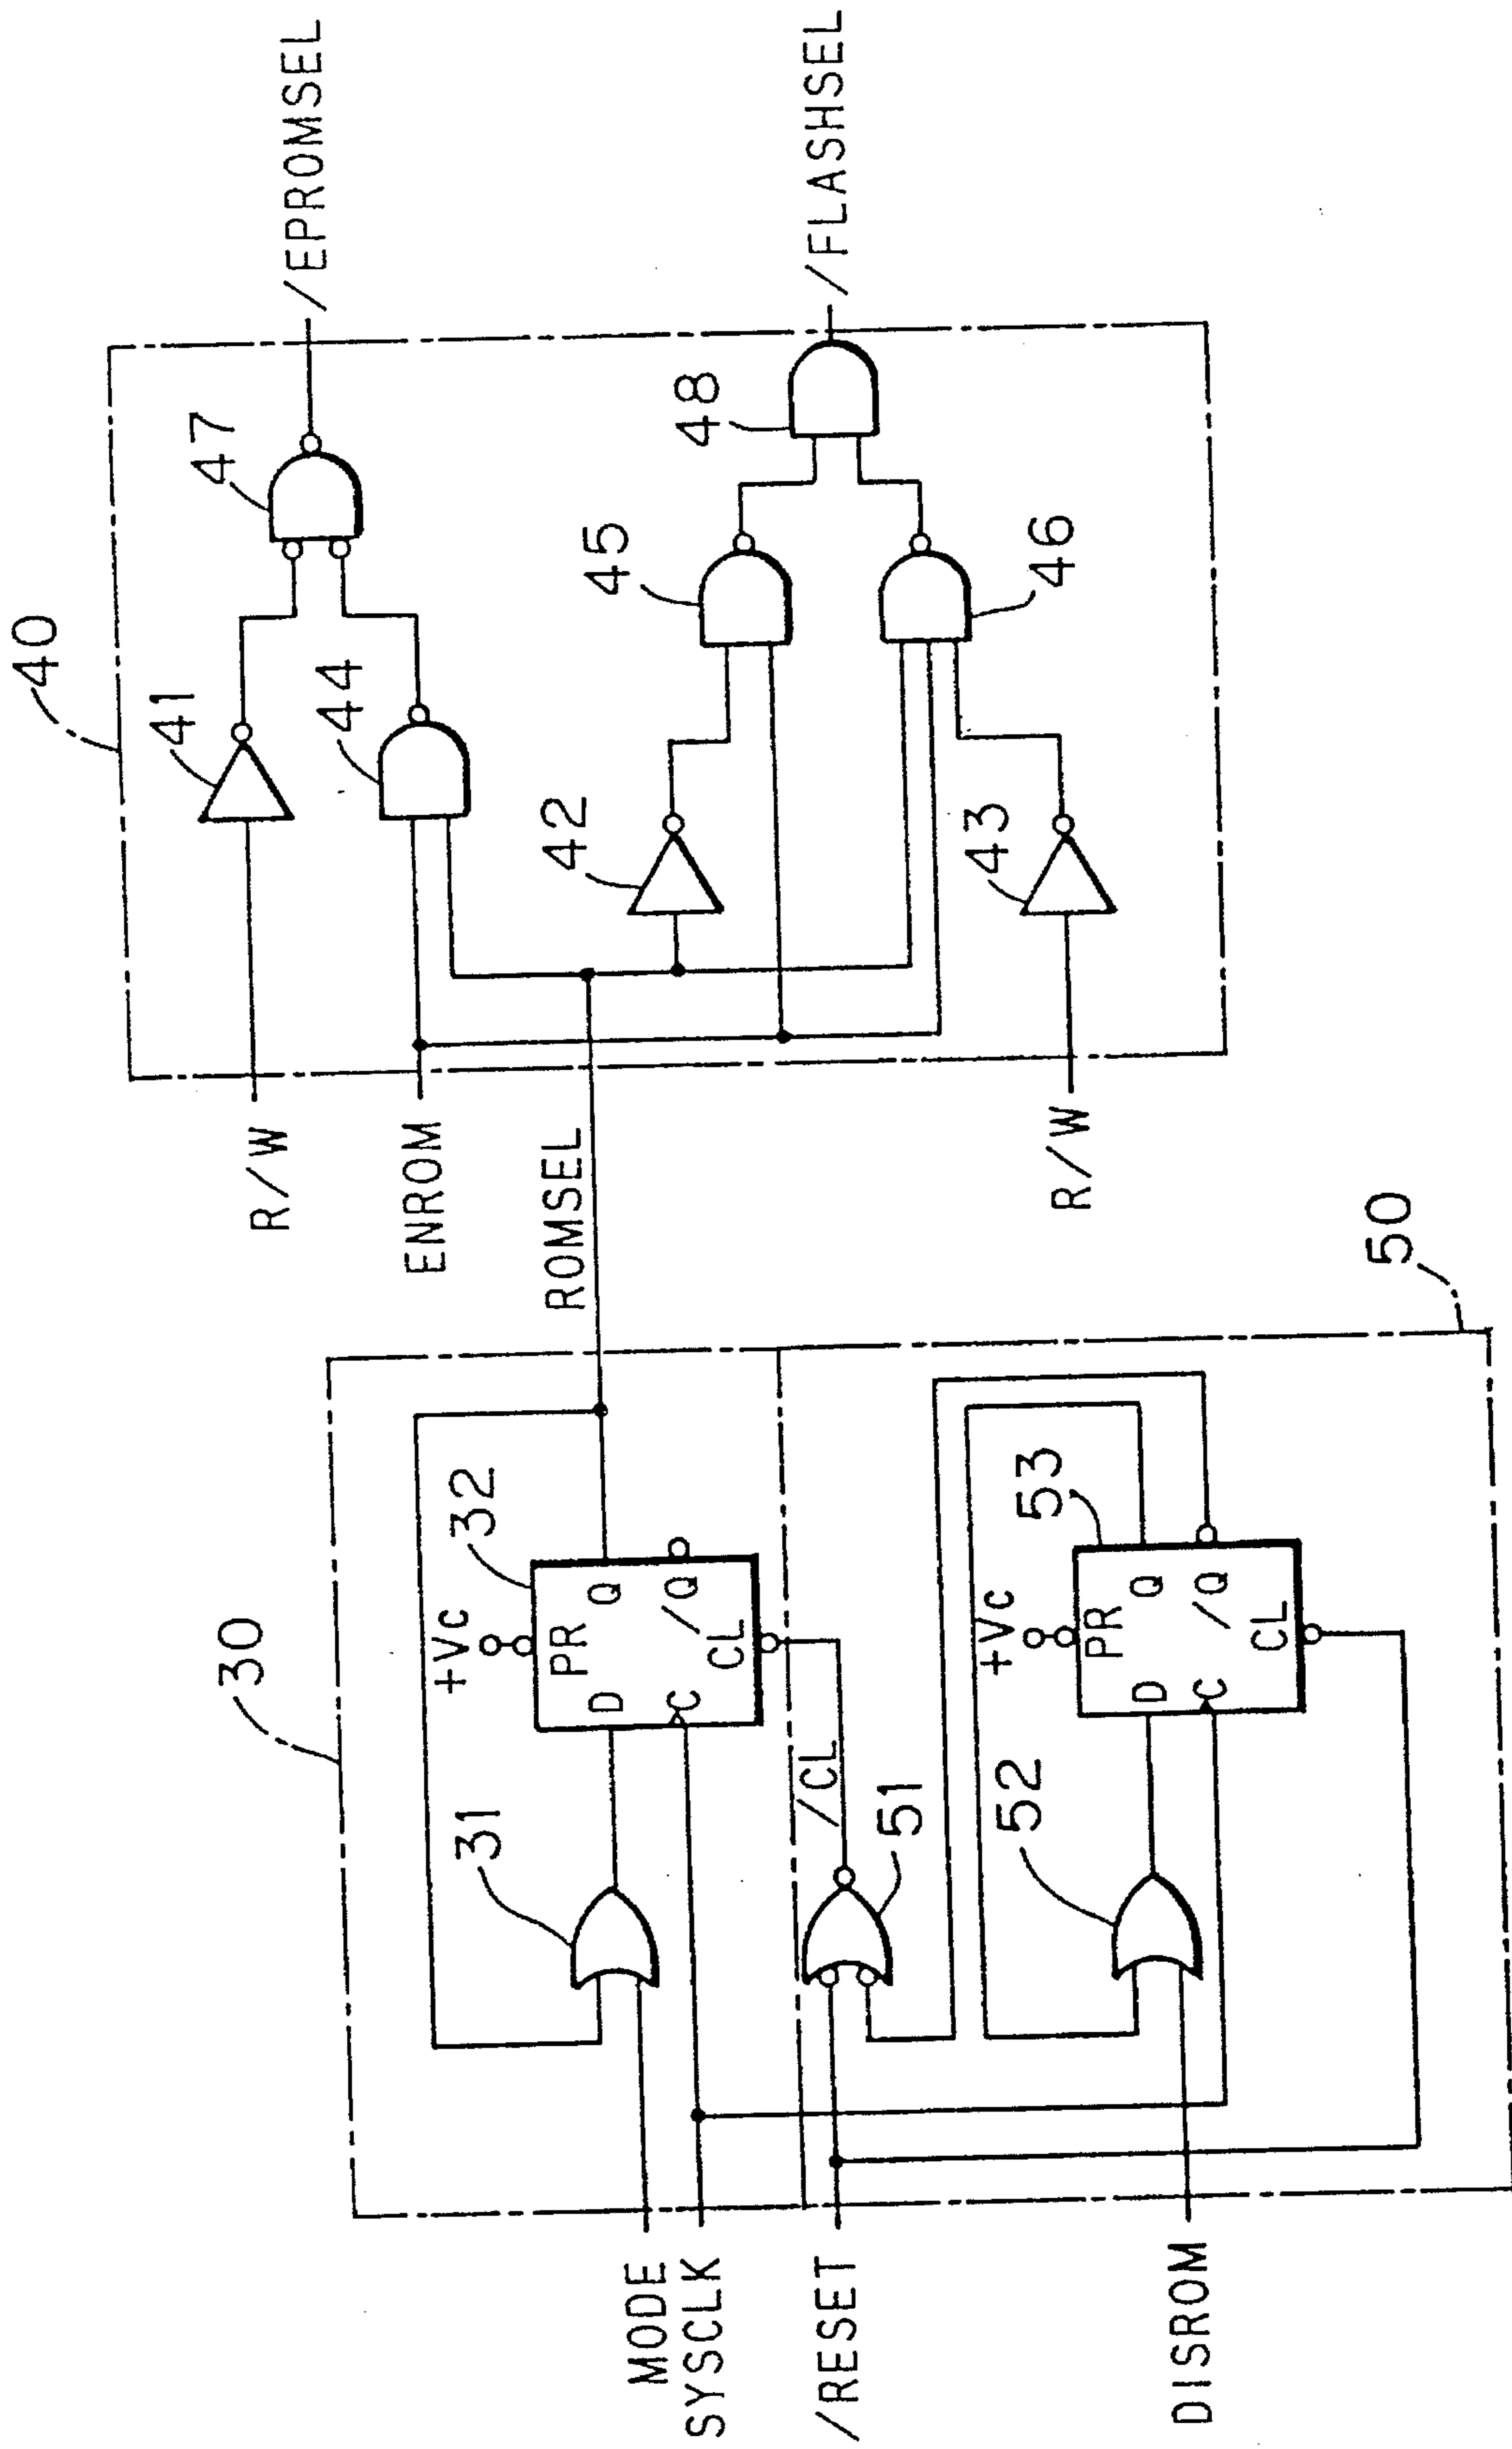 30
50
40
MODE
SYSCLK
/RESET
DISROM
31
32
+Vc
PR
D
Q
C
/Q
CL
/CL
51
52
53
+Vc
PR
D
Q
C
/Q
CL
R/W
ENROM
ROMSEL
R/W
41
44
42
43
47
45
46
48
/EPROMSEL
/FLASHSEL